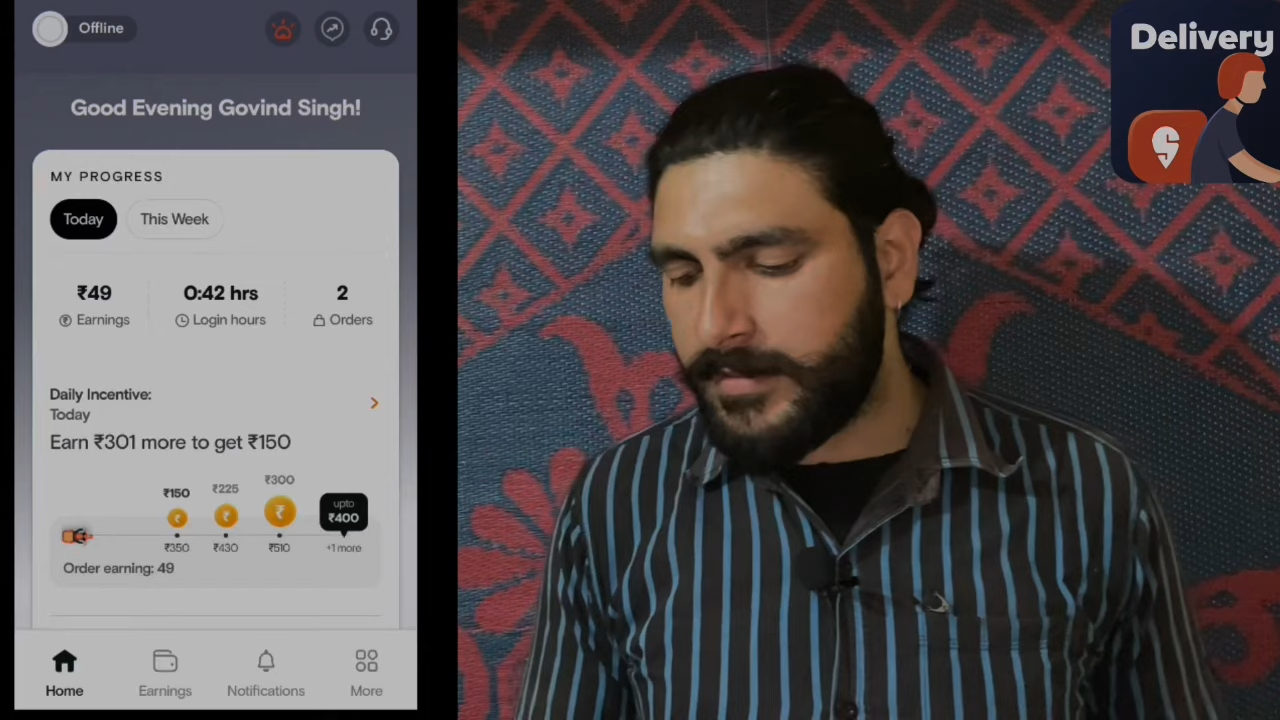 Offline
Good Evening Govind Singh!
MY PROGRESS
Today
This Week
₹49
0:42 hrs
2
Earnings
Login hours
Orders
Daily Incentive:
Today
Earn ₹301 more to get ₹150
₹150
₹225
₹300
upto
₹400
₹350
₹430
₹510
+1 more
Order earning: 49
Home
Earnings
Notifications
More
Delivery